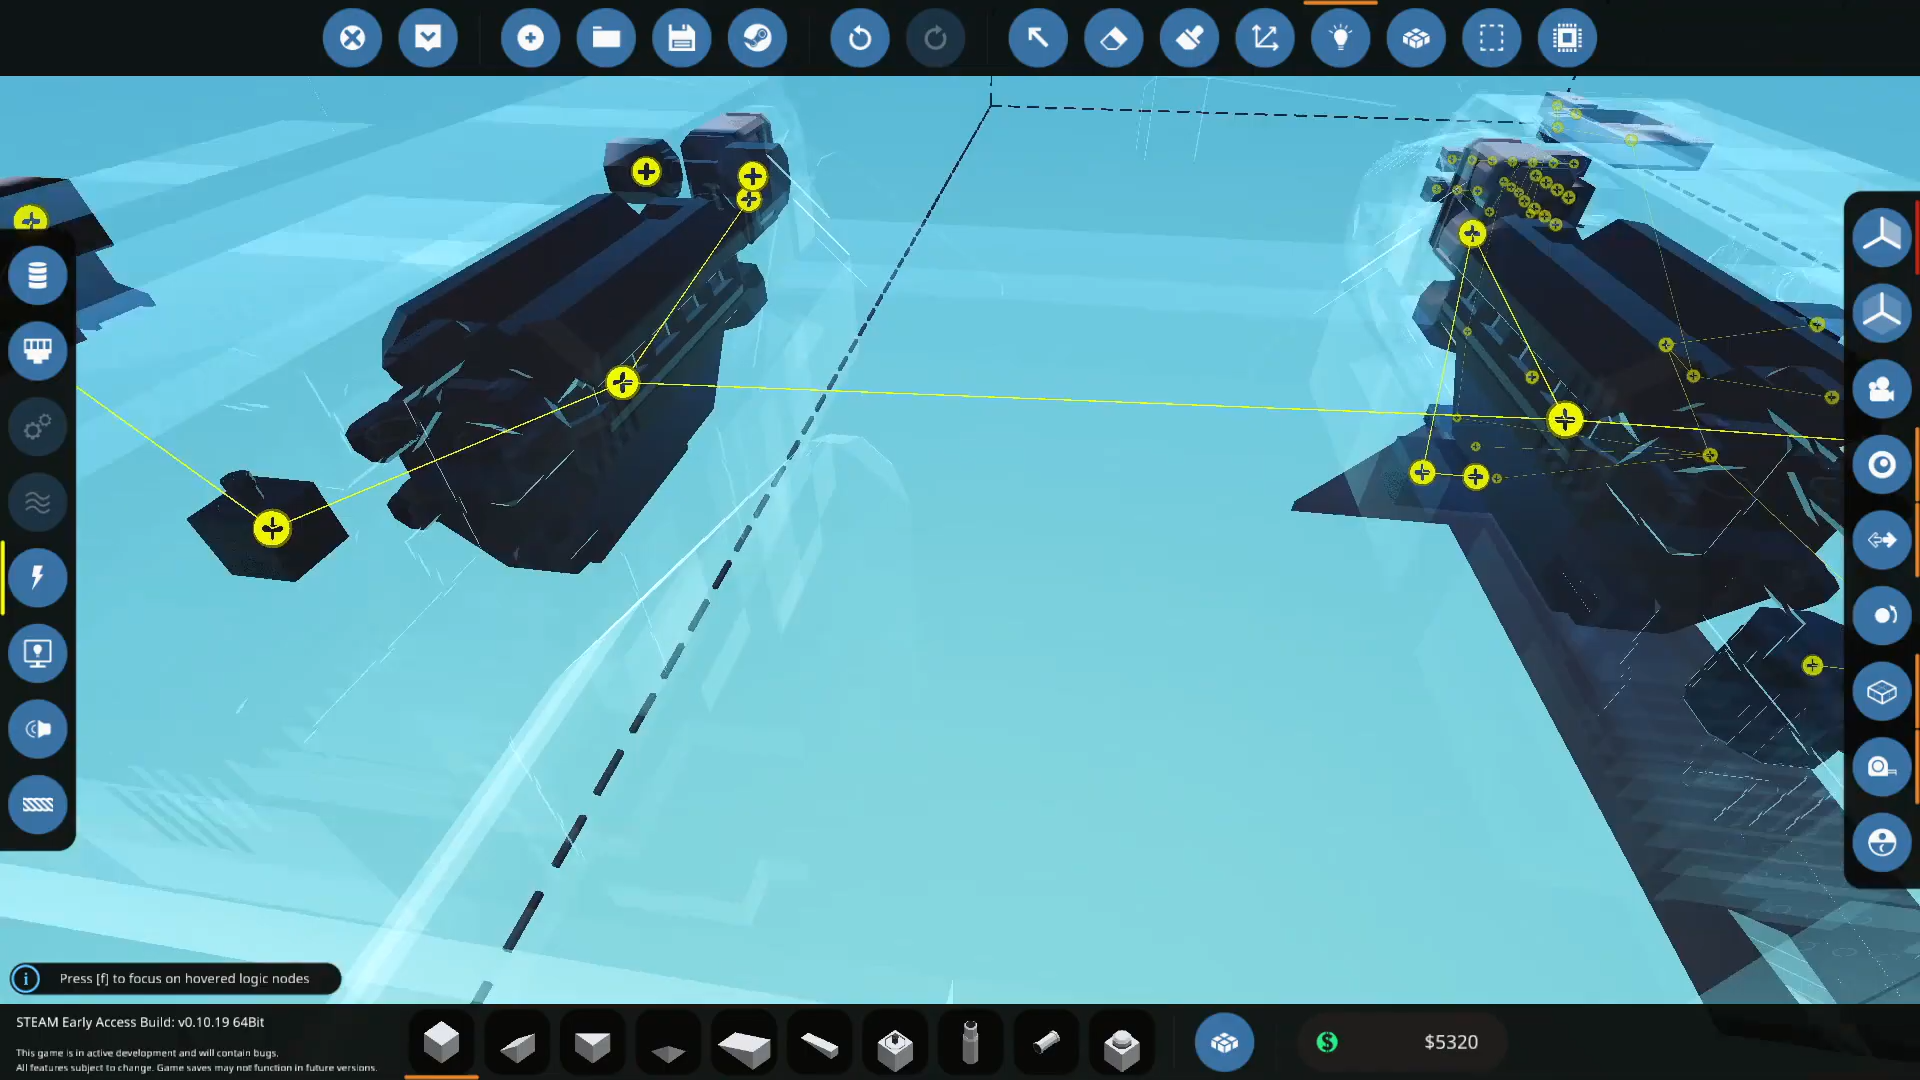 Press [f] to focus on hovered logic nodes
STEAM Early Access Build: v0.10.19 64Bit
This game is in active development and will contain bugs.
All features subject to change. Game saves may not function in future versions.
$5320